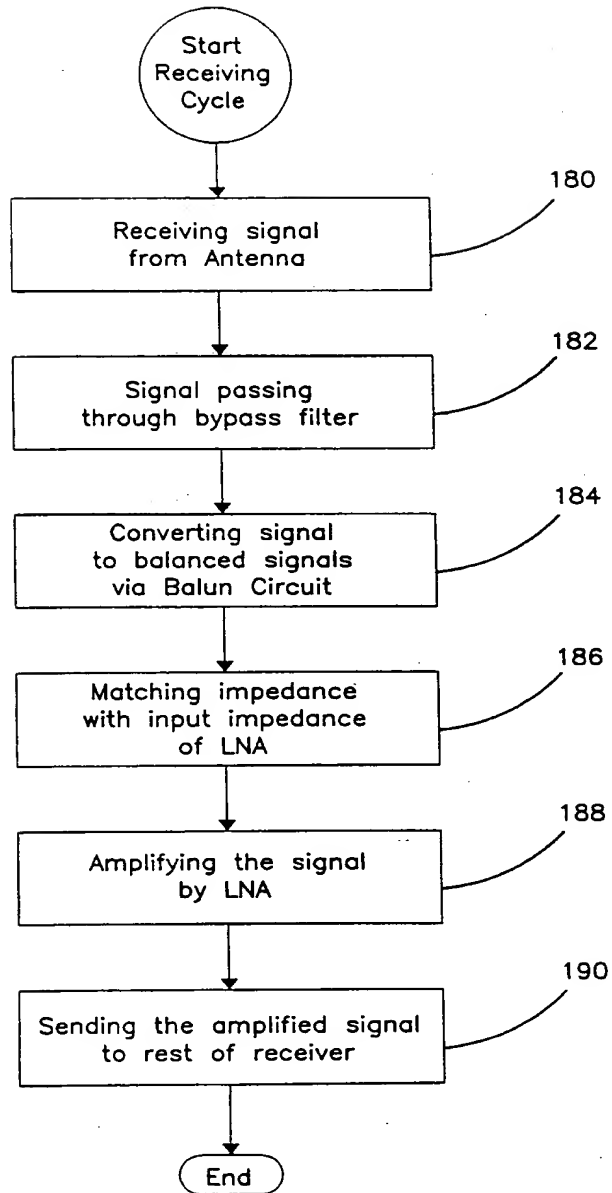 Start
Receiving
Cycle
180
Receiving signal
from Antenna
182
Signal passing
through bypass filter
184
Converting signal
to balanced signals
via Balun Circuit
186
Matching impedance
with input impedance
of LNA
188
Amplifying the signal
by LNA
190
Sending the amplified signal
to rest of receiver
End